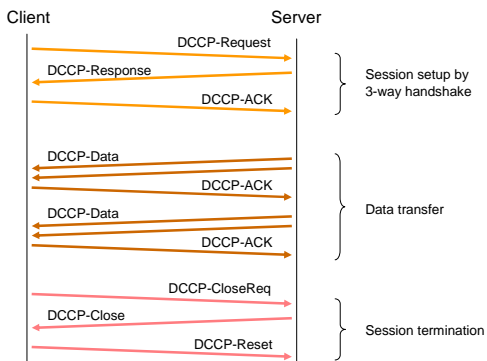 Client
Server
DCCP-Request
DCCP-Response
DCCP-ACK
Session setup by
3-way handshake
DCCP-Data
DCCP-ACK
DCCP-Data
DCCP-ACK
Data transfer
DCCP-CloseReq
DCCP-Close
DCCP-Reset
Session termination